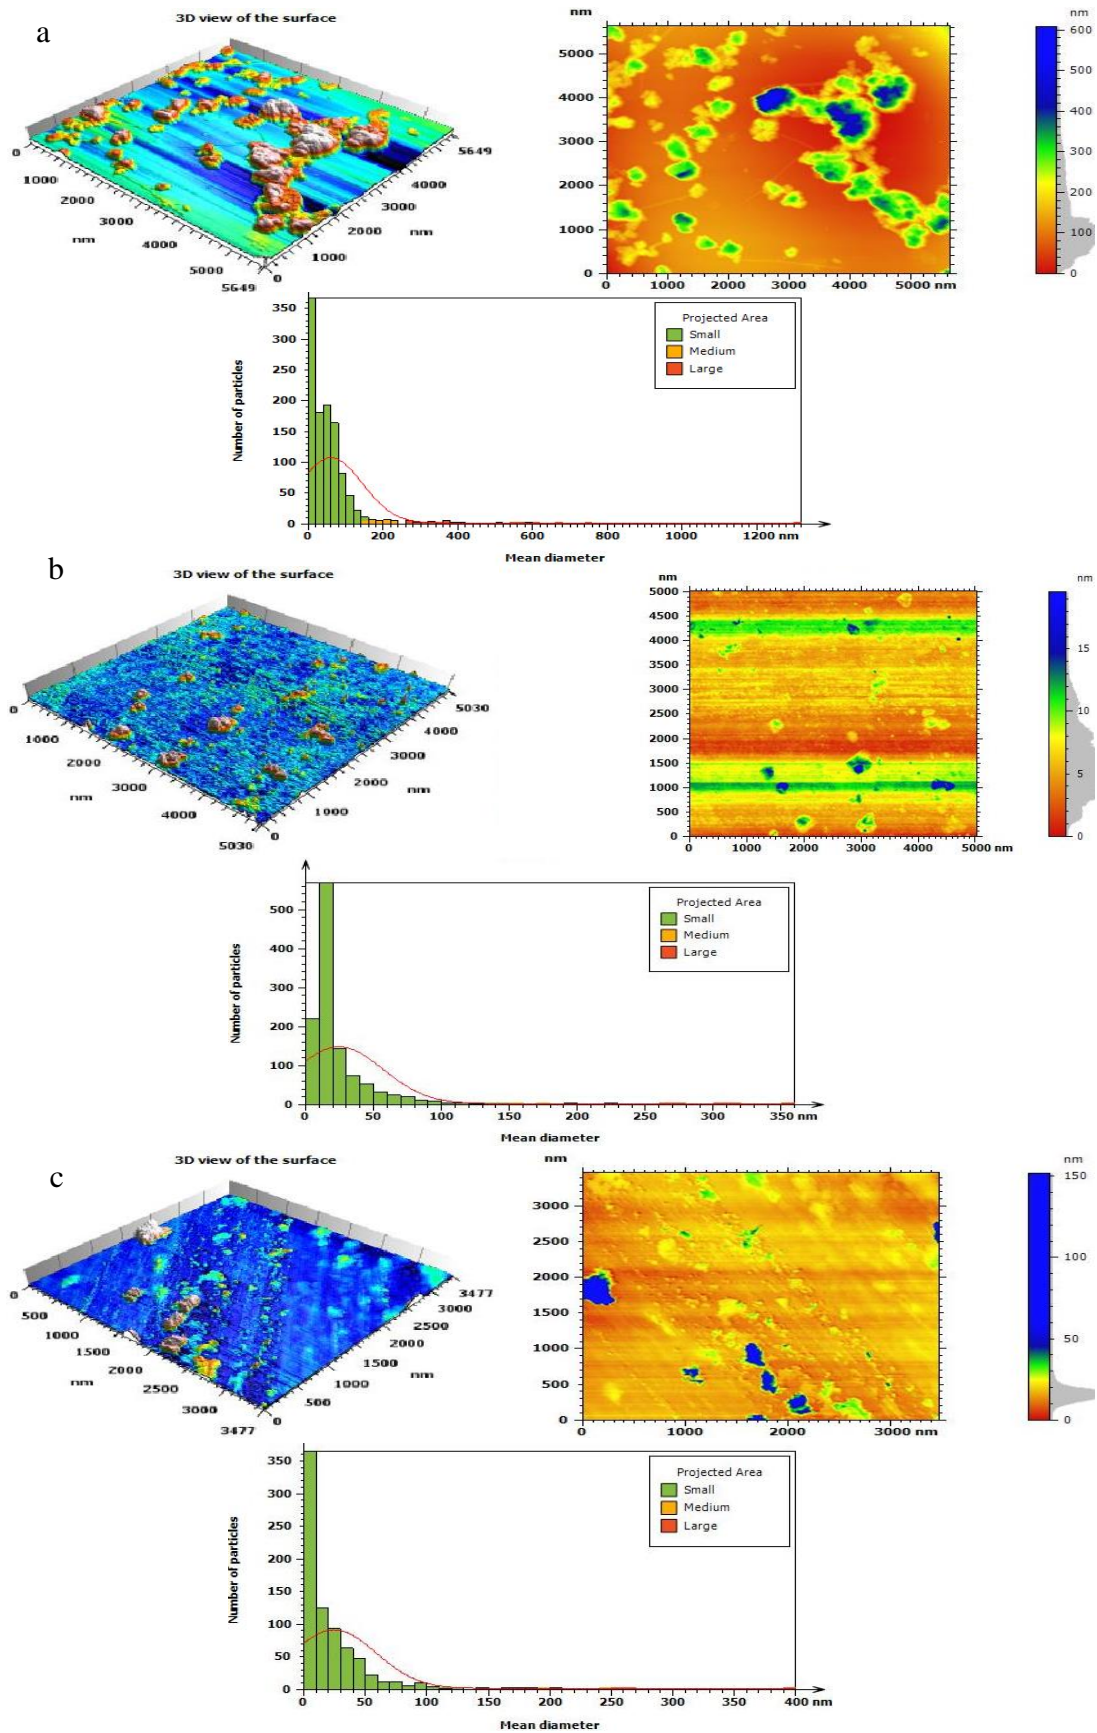 a
3D view of the surface
0
1000
2000
3000
4000
5000
5649
nm
0
1000
2000
3000
4000
5649
nm
nm
5000
4000
3000
2000
1000
0
0 1000 2000 3000 4000 5000 nm
nm
600
500
400
300
200
100
0
Number of particles
350
300
250
200
150
100
50
0
Projected Area
Small
Medium
Large
0 200 400 600 800 1000 1200 nm
Mean diameter
b
3D view of the surface
0
1000
2000
3000
4000
5030
nm
0
1000
2000
3000
4000
5030
nm
nm
5000
4500
4000
3500
3000
2500
2000
1500
1000
500
0
0 1000 2000 3000 4000 5000 nm
nm
15
10
5
0
Number of particles
500
400
300
200
100
0
Projected Area
Small
Medium
Large
0 50 100 150 200 250 300 350 nm
Mean diameter
c
3D view of the surface
0
500
1000
1500
2000
2500
3000
3477
nm
0
500
1000
1500
2000
2500
3000
3477
nm
nm
3000
2500
2000
1500
1000
500
0
0 1000 2000 3000 nm
nm
150
100
50
0
Number of particles
350
300
250
200
150
100
50
0
Projected Area
Small
Medium
Large
0 50 100 150 200 250 300 350 400 nm
Mean diameter